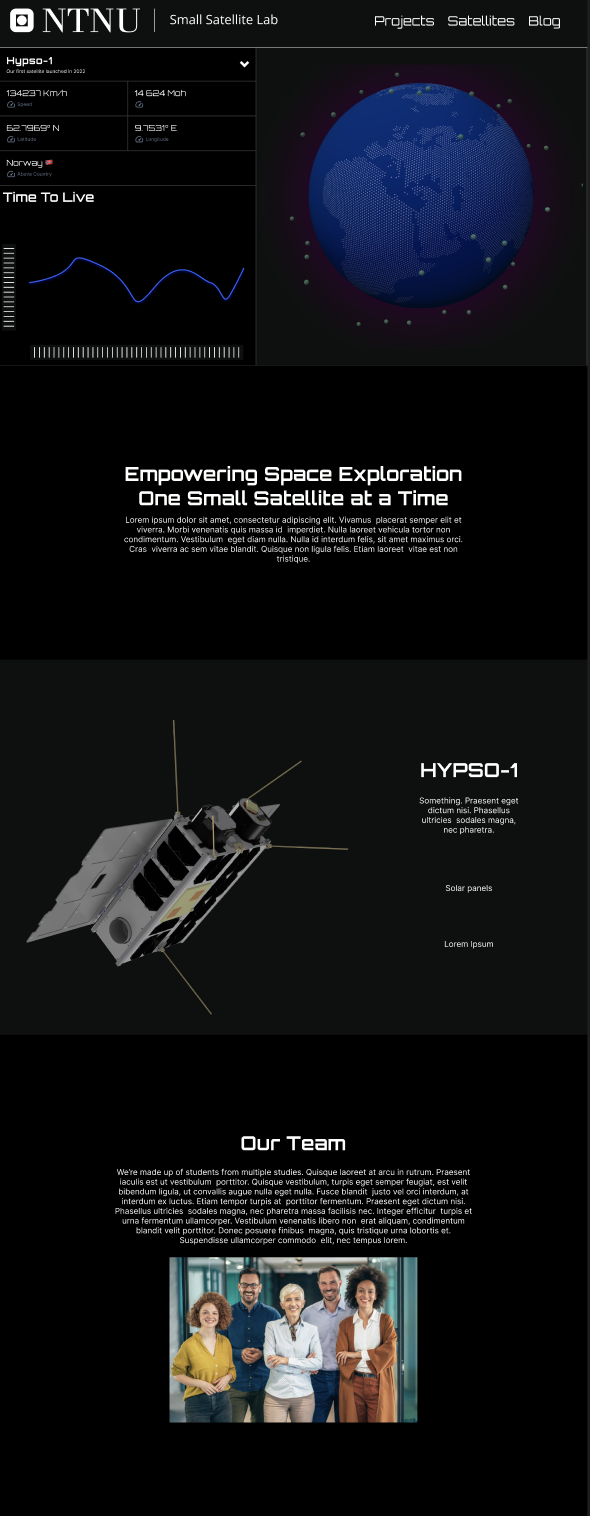 NTNU
Small Satellite Lab
Projects Satellites Blog
Hypso-1
Our first satellite launched in 2022
134237 Km/h
Speed
14 624 Moh
62.7969° N
Latitude
9.7531° E
Longitude
Norway
Above Country
Time To Live
Empowering Space Exploration
One Small Satellite at a Time
Lorem ipsum dolor sit amet, consectetur adipiscing elit. Vivamus placerat semper elit et
viverra. Morbi venenatis quis massa id imperdiet. Nulla laoreet vehicula tortor non
condimentum. Vestibulum eget diam nulla. Nulla id interdum felis, sit amet maximus orci.
Cras viverra ac sem vitae blandit. Quisque non ligula felis. Etiam laoreet vitae est non
tristique.
HYPSO-1
Something. Praesent eget
dictum nisi. Phasellus
ultricies sodales magna,
nec pharetra.
Solar panels
Lorem Ipsum
Our Team
We're made up of students from multiple studies. Quisque laoreet at arcu in rutrum. Praesent
iaculis est ut vestibulum porttitor. Quisque vestibulum, turpis eget semper feugiat, est velit
bibendum ligula, ut convallis augue nulla eget nulla. Fusce blandit justo vel orci interdum, at
interdum ex luctus. Etiam tempor turpis at porttitor fermentum. Praesent eget dictum nisi.
Phasellus ultricies sodales magna, nec pharetra massa facilisis nec. Integer efficitur turpis et
urna fermentum ullamcorper. Vestibulum venenatis libero non erat aliquam, condimentum
blandit velit porttitor. Donec posuere finibus magna, quis tristique urna lobortis et.
Suspendisse ullamcorper commodo elit, nec tempus lorem.